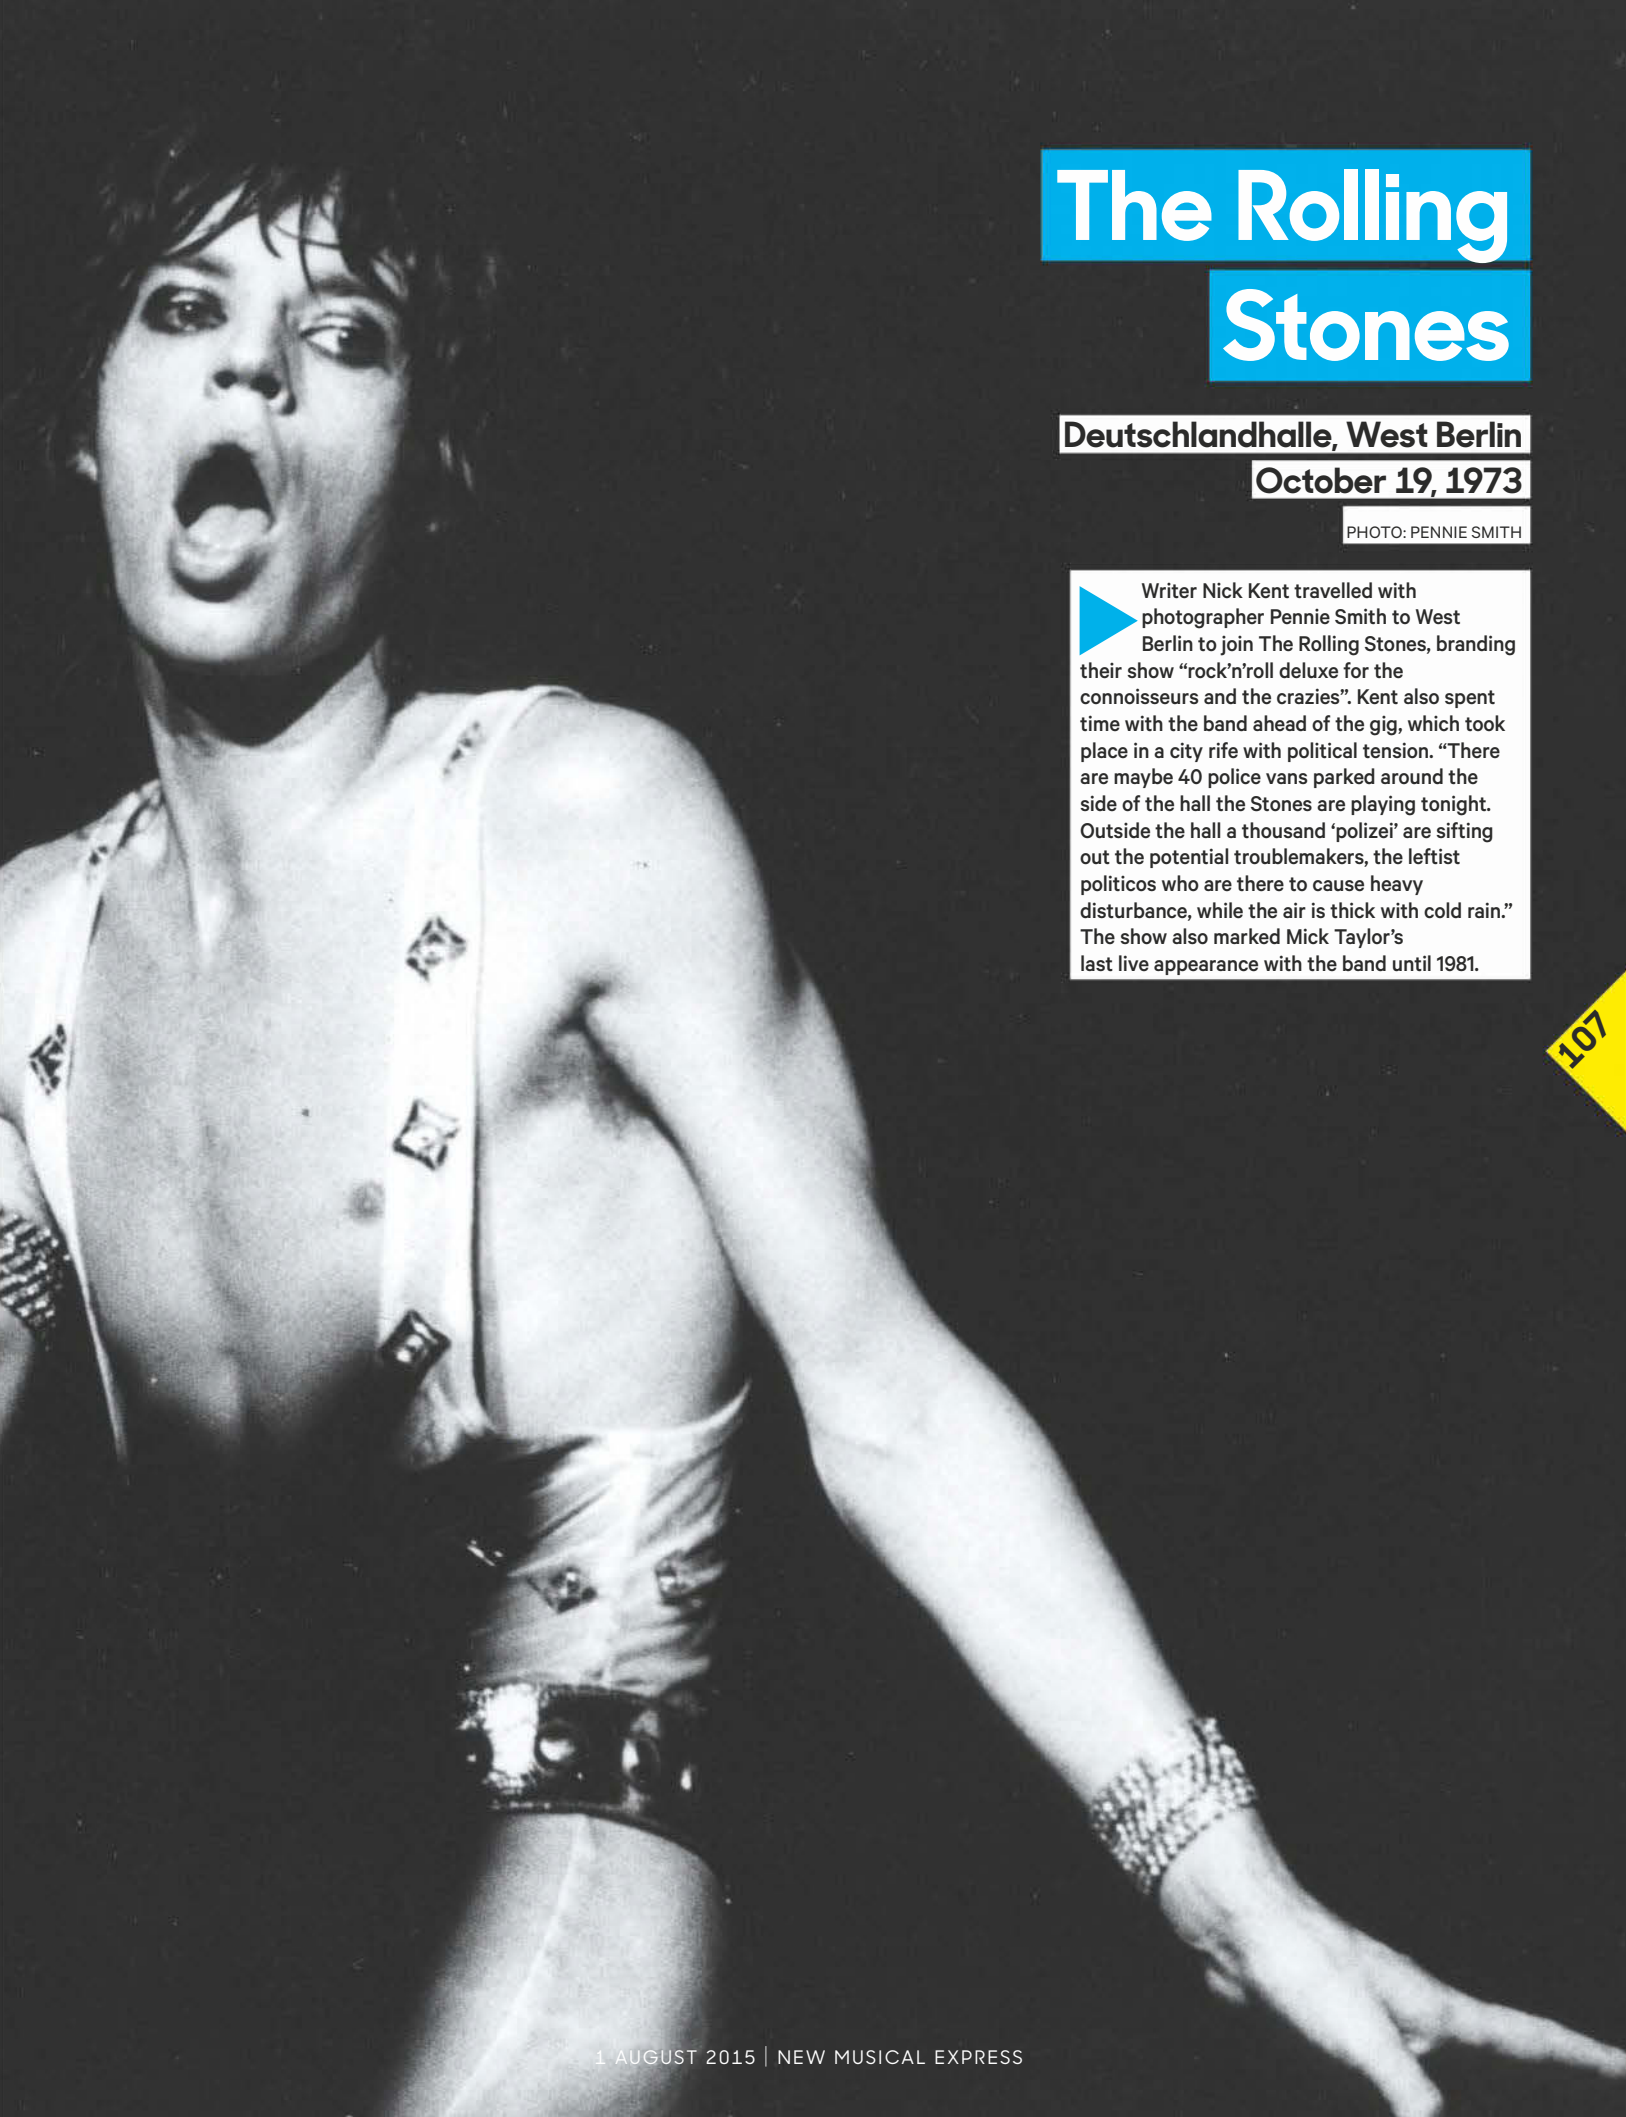 The Rolling
Stones
Deutschlandhalle, West Berlin
October 19, 1973
PHOTO: PENNIE SMITH
Writer Nick Kent travelled with
photographer Pennie Smith to West
Berlin to join The Rolling Stones, branding
their show “rock’n’roll deluxe for the
connoisseurs and the crazies”. Kent also spent
time with the band ahead of the gig, which took
place in a city rife with political tension. “There
are maybe 40 police vans parked around the
side of the hall the Stones are playing tonight.
Outside the hall a thousand ‘polizei’ are sifting
out the potential troublemakers, the leftist
politicos who are there to cause heavy
disturbance, while the air is thick with cold rain.”
The show also marked Mick Taylor’s
last live appearance with the band until 1981.
107
1 AUGUST 2015 | NEW MUSICAL EXPRESS